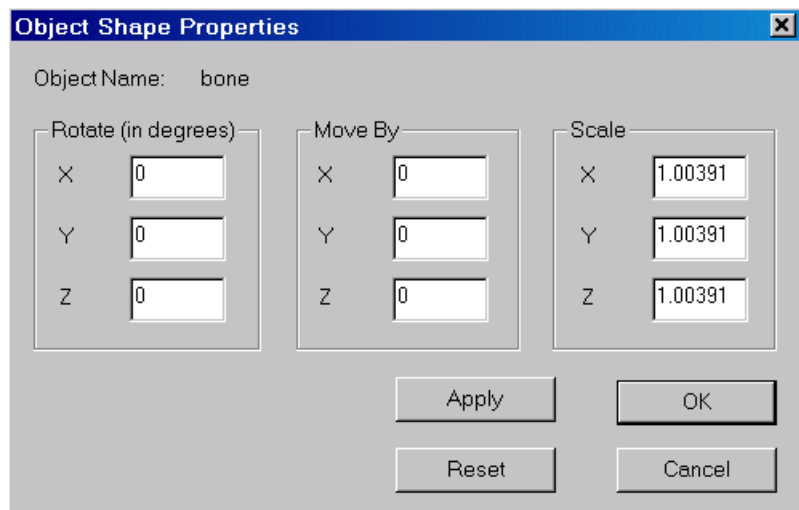 Object Shape Properties
Object Name: bone
Rotate (in degrees)
X 0
Y 0
Z 0
Move By
X 0
Y 0
Z 0
Scale
X 1.00391
Y 1.00391
Z 1.00391
Apply
OK
Reset
Cancel